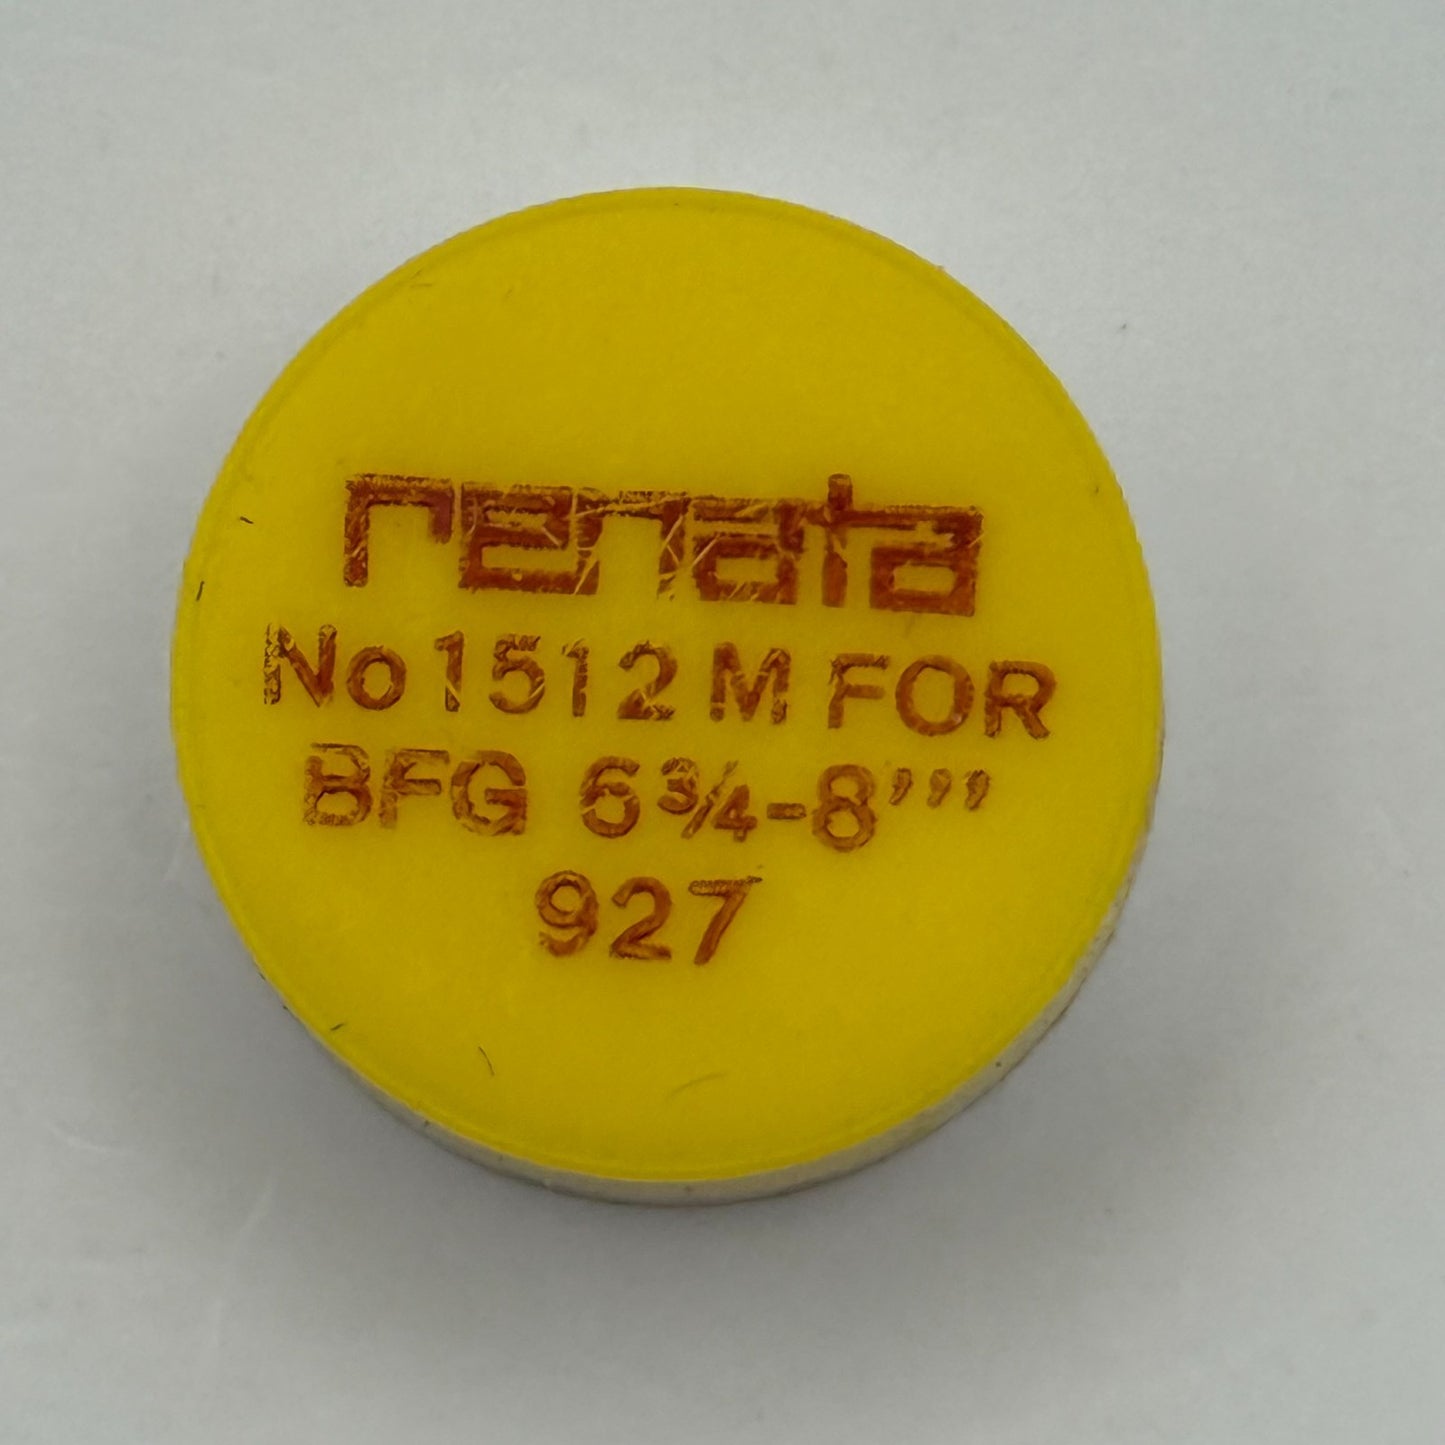 renata
No 1512 M FOR
BFG 6¾-8’’’
927